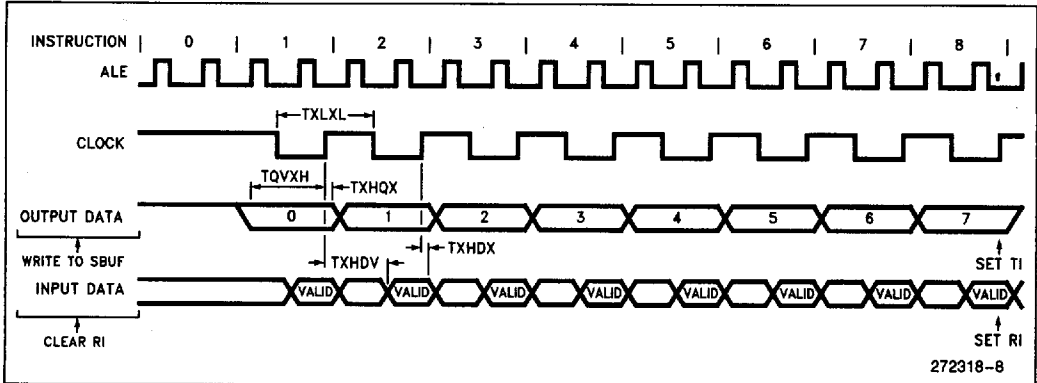 INSTRUCTION | 0 | 1 | 2 | 3 | 4 | 5 | 6 | 7 | 8 |
ALE
TXLXL
CLOCK
TQVXH TXHQX
OUTPUT DATA 0 1 2 3 4 5 6 7
WRITE TO SBUF TXHDV TXHDX SET TI
INPUT DATA VALID VALID VALID VALID VALID VALID VALID VALID
CLEAR RI SET RI
272318-8